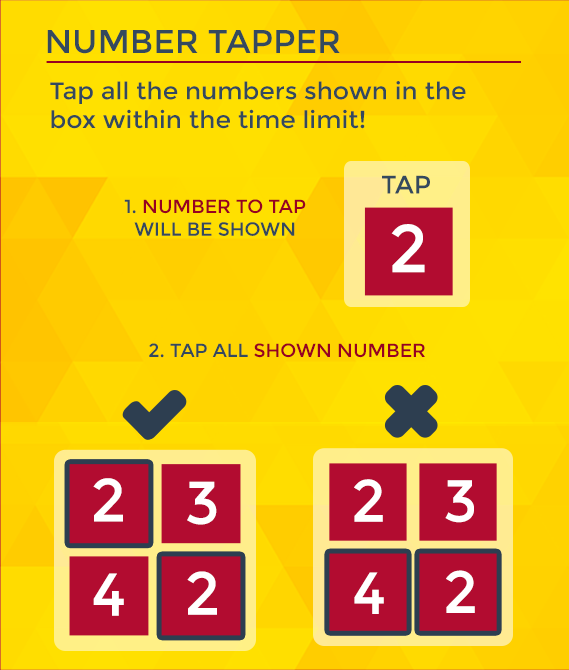 NUMBER TAPPER
Tap all the numbers shown in the
box within the time limit!
TAP
1. NUMBER TO TAP
WILL BE SHOWN
2
2. TAP ALL SHOWN NUMBER
2 3
4 2
2 3
4 2